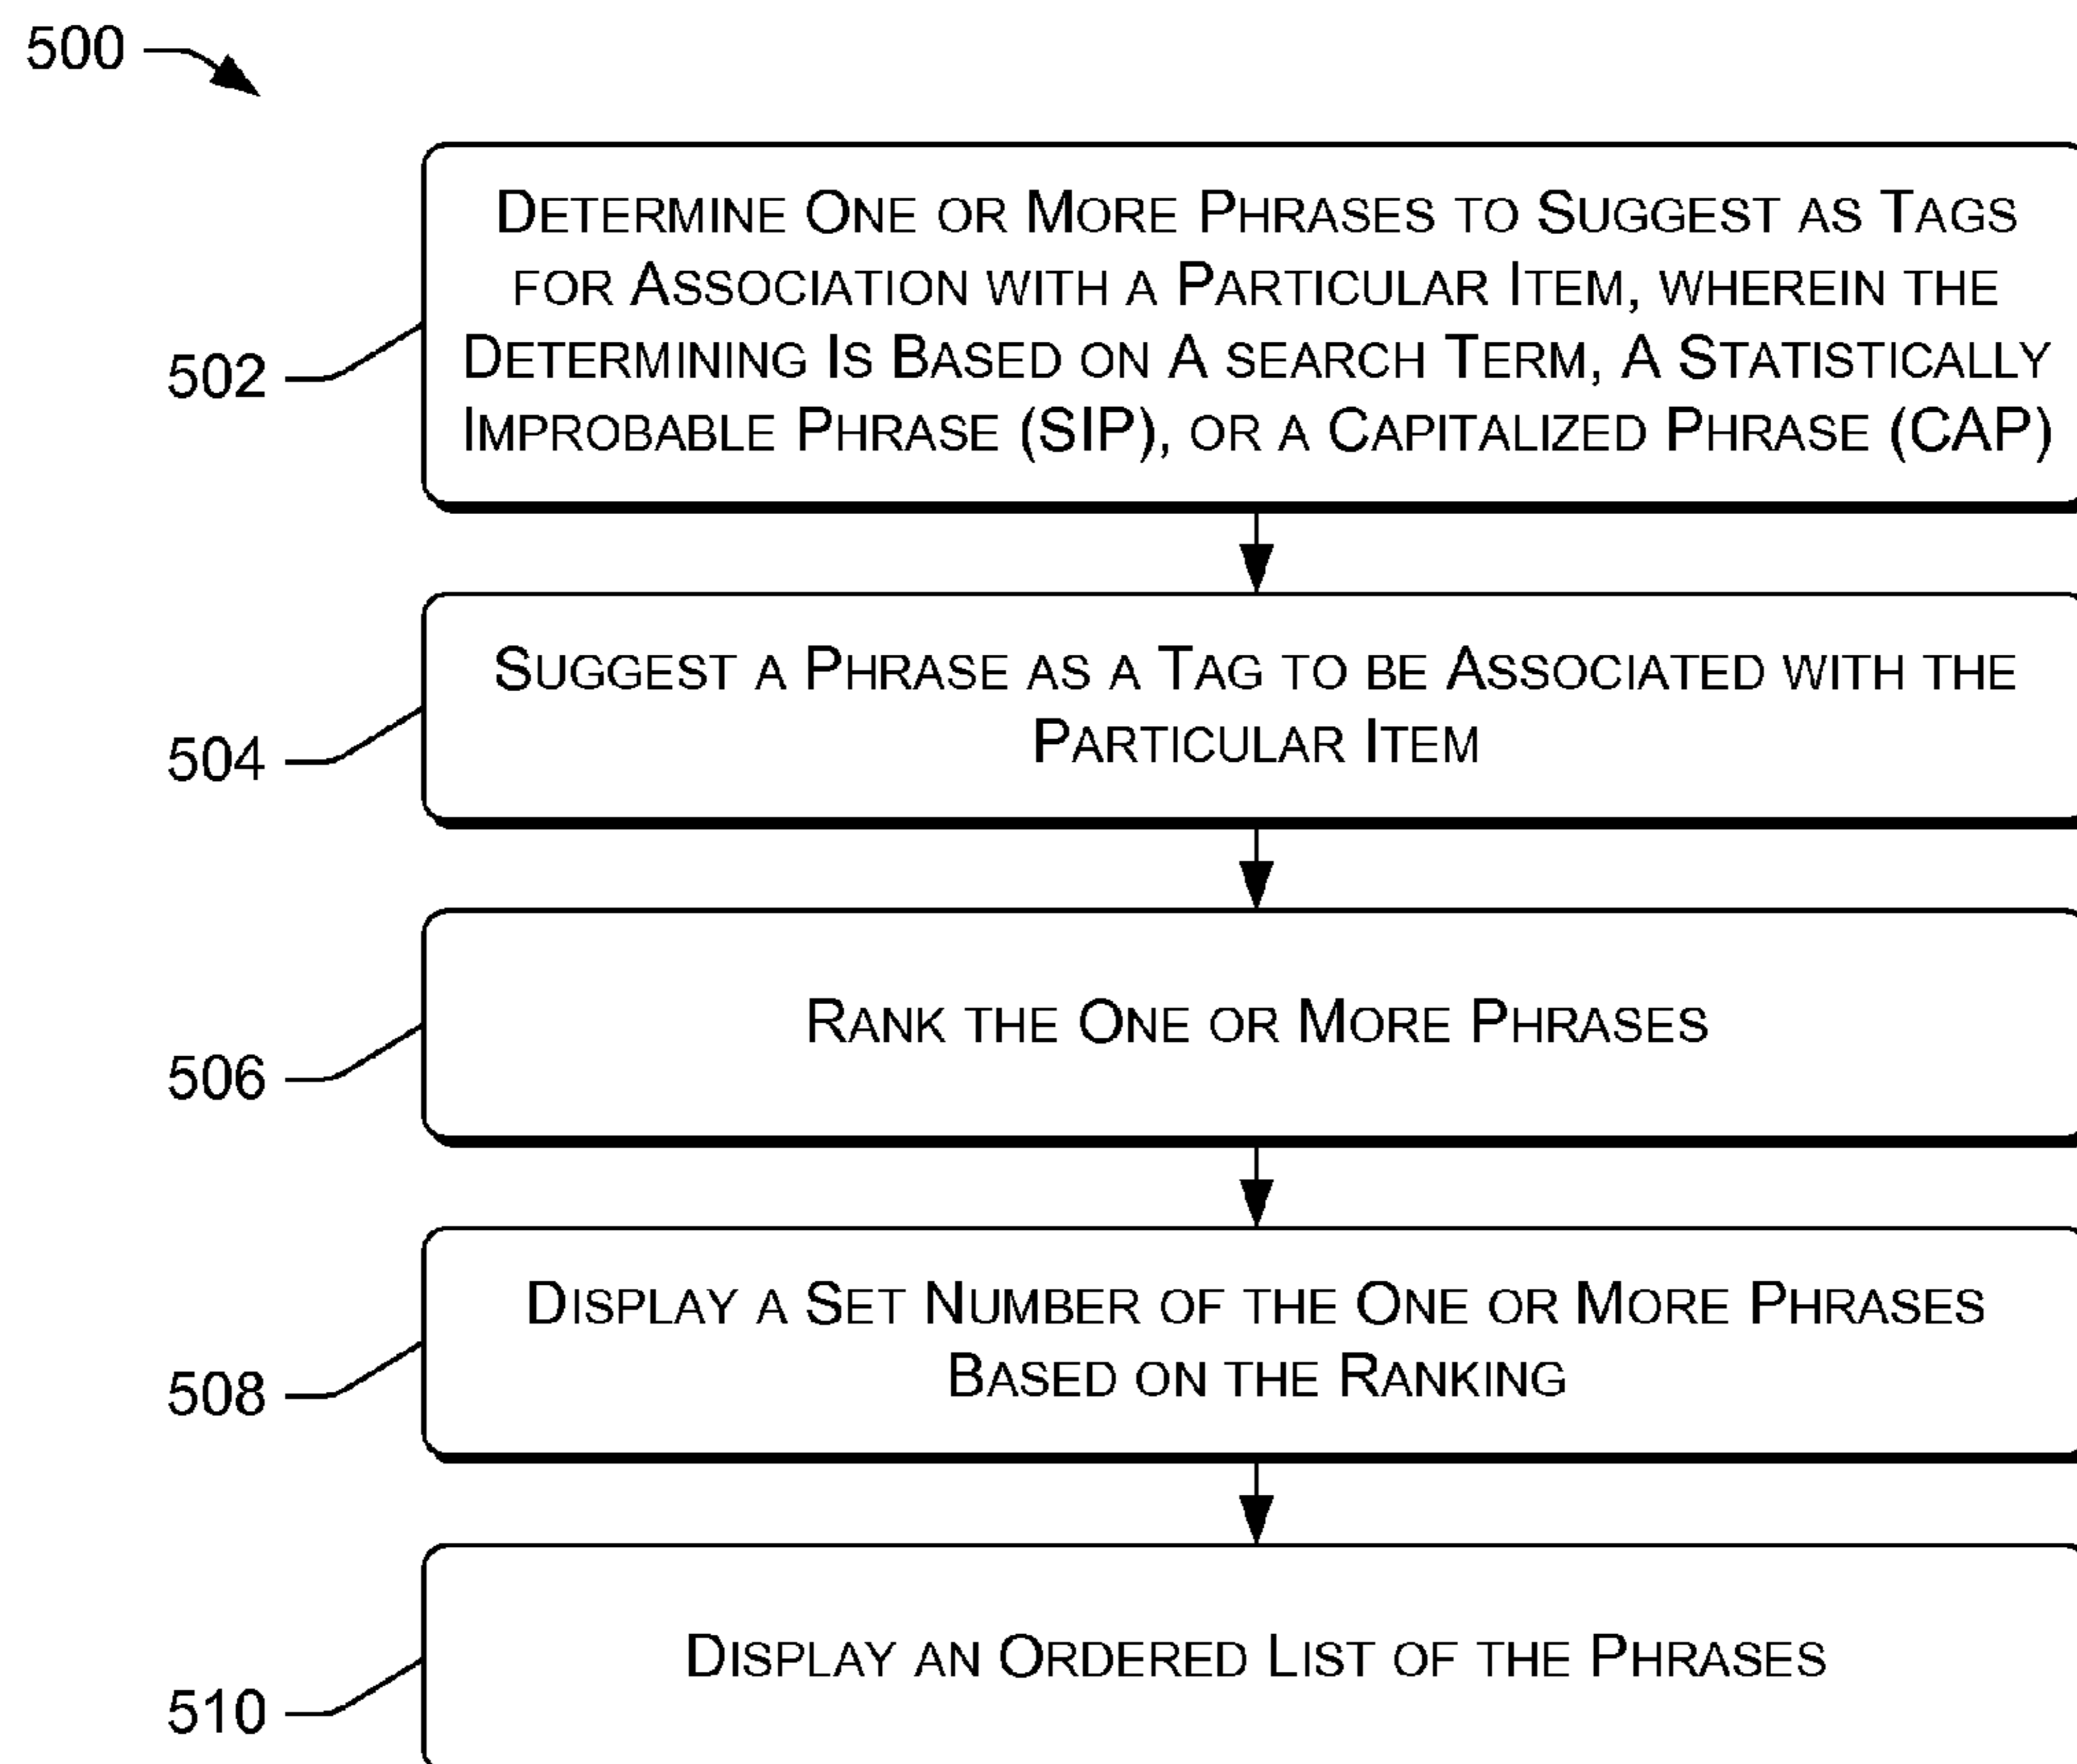 500
DETERMINE ONE OR MORE PHRASES TO SUGGEST AS TAGS
FOR ASSOCIATION WITH A PARTICULAR ITEM, WHEREIN THE
DETERMINING IS BASED ON A SEARCH TERM, A STATISTICALLY
IMPROBABLE PHRASE (SIP), OR A CAPITALIZED PHRASE (CAP)
502
SUGGEST A PHRASE AS A TAG TO BE ASSOCIATED WITH THE
PARTICULAR ITEM
504
RANK THE ONE OR MORE PHRASES
506
DISPLAY A SET NUMBER OF THE ONE OR MORE PHRASES
BASED ON THE RANKING
508
DISPLAY AN ORDERED LIST OF THE PHRASES
510